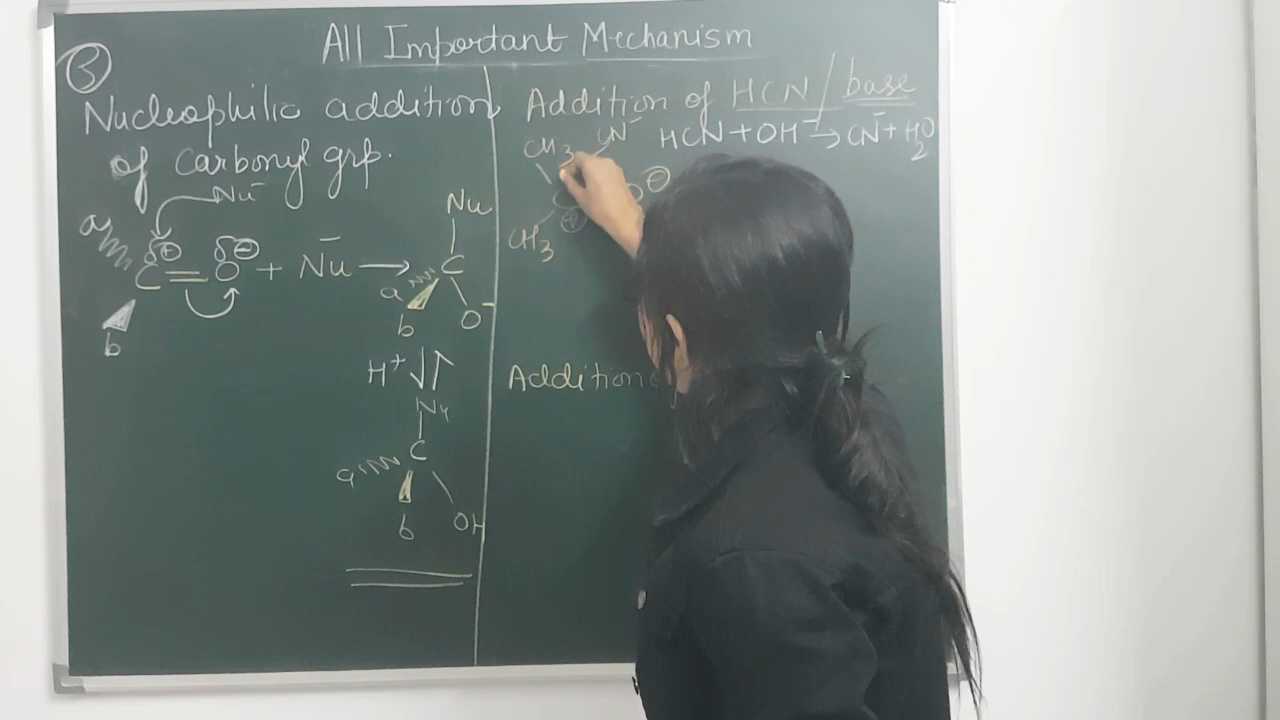 All Important Mechanism
3
Nucleophilic addition
of carbonyl grp.
Nu⁻
a
δ⊕ δ⊖
C = O + N̄u →
b
Nu
C
a
b
O⁻
H⁺
Nu
C
a
b
OH
Addition of HCN / base
HCN + OH⁻ → CN⁻ + H₂O
CN⁻
CH₃
⊖
⊕
CH₃
Addition